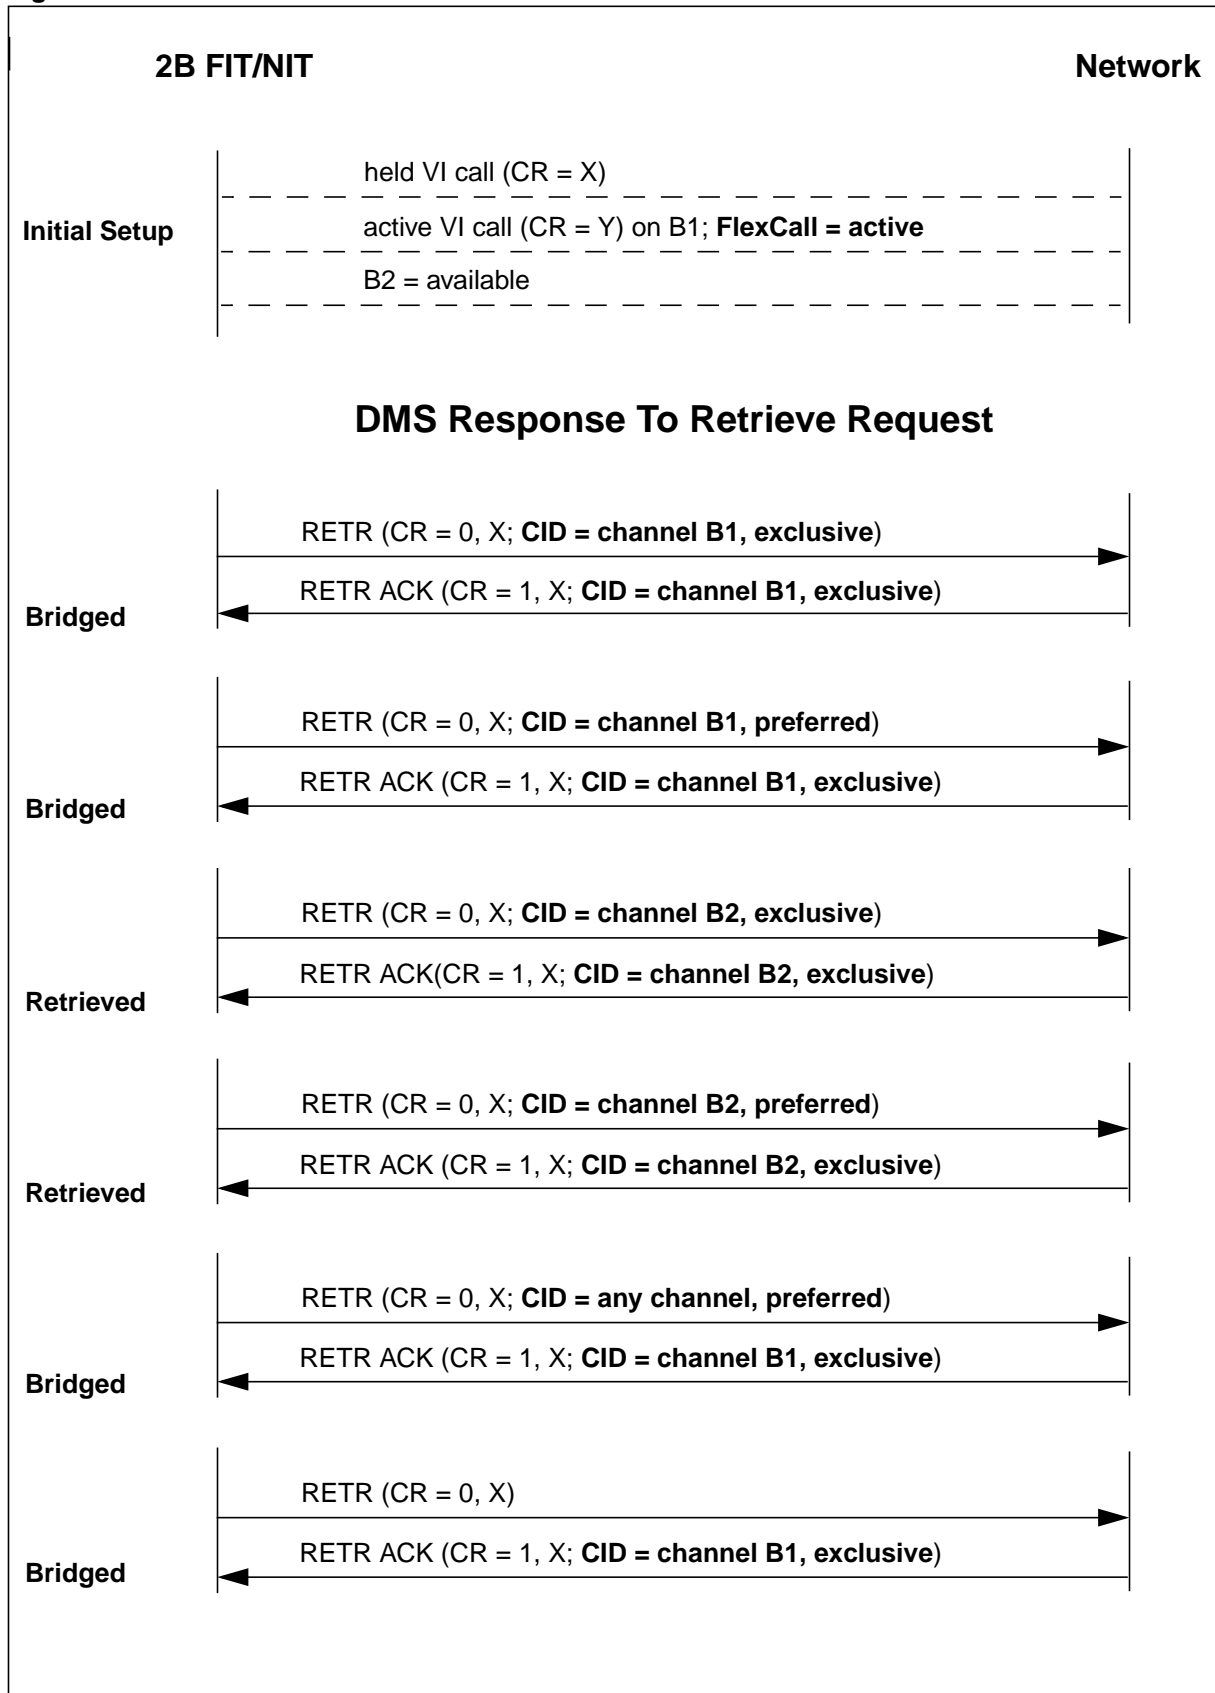 2B FIT/NIT Network
held VI call (CR = X)
Initial Setup active VI call (CR = Y) on B1; FlexCall = active
B2 = available
DMS Response To Retrieve Request
RETR (CR = 0, X; CID = channel B1, exclusive)
RETR ACK (CR = 1, X; CID = channel B1, exclusive)
Bridged
RETR (CR = 0, X; CID = channel B1, preferred)
RETR ACK (CR = 1, X; CID = channel B1, exclusive)
Bridged
RETR (CR = 0, X; CID = channel B2, exclusive)
RETR ACK(CR = 1, X; CID = channel B2, exclusive)
Retrieved
RETR (CR = 0, X; CID = channel B2, preferred)
RETR ACK (CR = 1, X; CID = channel B2, exclusive)
Retrieved
RETR (CR = 0, X; CID = any channel, preferred)
RETR ACK (CR = 1, X; CID = channel B1, exclusive)
Bridged
RETR (CR = 0, X)
RETR ACK (CR = 1, X; CID = channel B1, exclusive)
Bridged